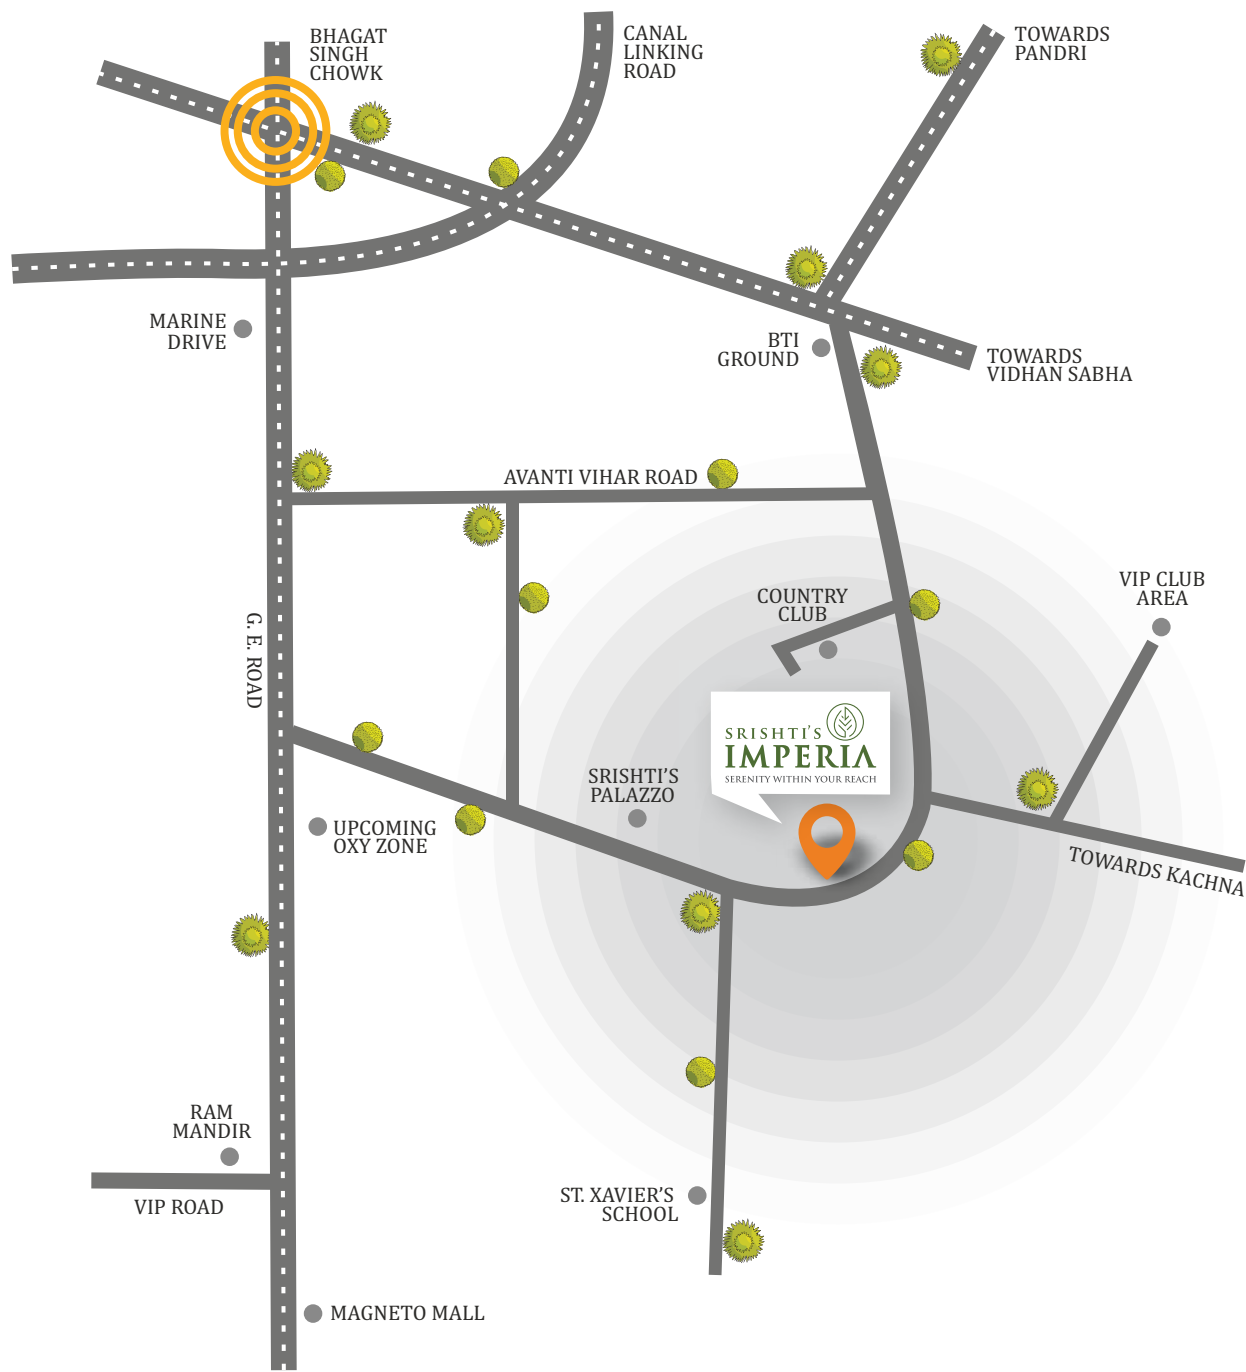 BHAGAT
SINGH
CHOWK
CANAL
LINKING
ROAD
TOWARDS
PANDRI
MARINE
DRIVE
BTI
GROUND
TOWARDS
VIDHAN SABHA
AVANTI VIHAR ROAD
COUNTRY
CLUB
VIP CLUB
AREA
G. E. ROAD
SRISHTI'S
IMPERIA
SERENITY WITHIN YOUR REACH
SRISHTI'S
PALAZZO
UPCOMING
OXY ZONE
TOWARDS KACHNA
RAM
MANDIR
VIP ROAD
ST. XAVIER'S
SCHOOL
MAGNETO MALL